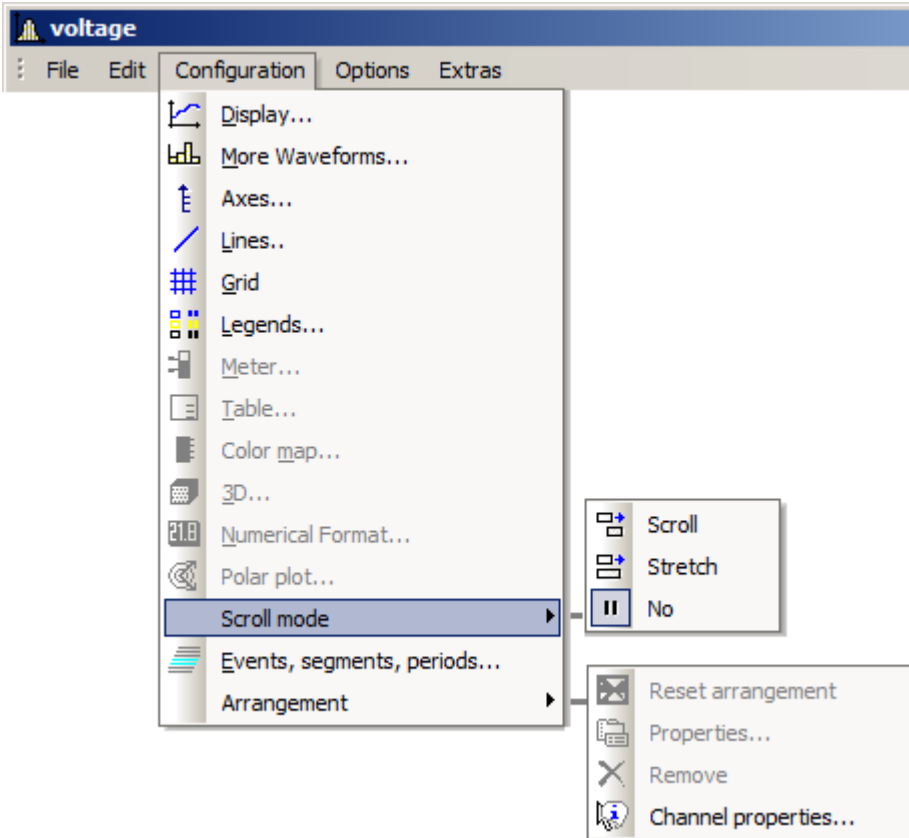 voltage
File Edit Configuration Options Extras
Display...
More Waveforms...
Axes...
Lines..
Grid
Legends...
Meter...
Table...
Color map...
3D...
21.8 Numerical Format...
Polar plot...
Scroll mode
Events, segments, periods...
Arrangement
Scroll
Stretch
No
Reset arrangement
Properties...
Remove
Channel properties...